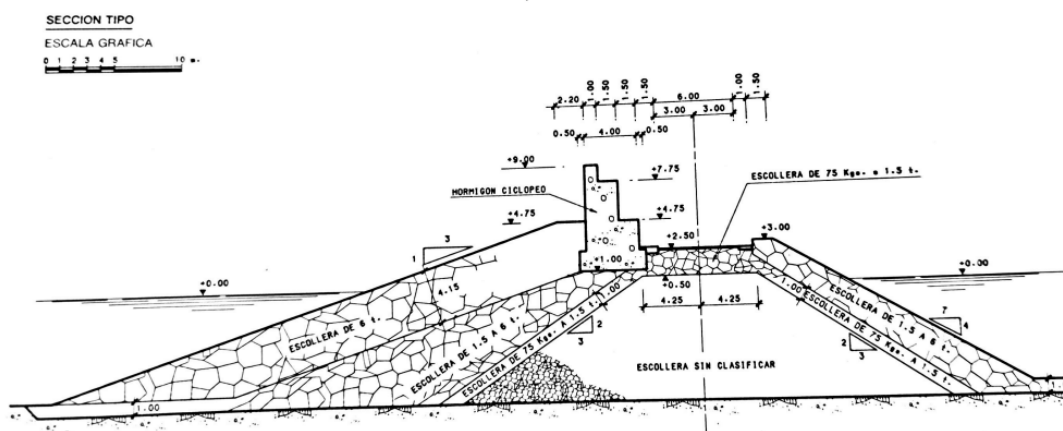 SECCION TIPO
ESCALA GRAFICA
0 1 2 3 4 5 10 m.
2.20 1.00 1.50 1.50 1.50 6.00 1.00 1.50
3.00 3.00
0.50 4.00 0.50
+9.00
+7.75
ESCOLLERA DE 75 Kgs. a 1.5 t.
HORMIGON CICLOPEO
+4.75
+4.75
+3.00
+2.50
3
1
+0.00
+0.00
+1.00
+0.50
4-15
1.00
1.00
4.25 4.25
ESCOLLERA DE 6 t.
ESCOLLERA DE 1.5 A 6 t.
ESCOLLERA DE 75 Kgs. A 1.5 t.
2
3
ESCOLLERA DE 1.5 A 6 t.
ESCOLLERA DE 75 Kgs. A 1.5 t.
7
4
2
3
ESCOLLERA SIN CLASIFICAR
1.00